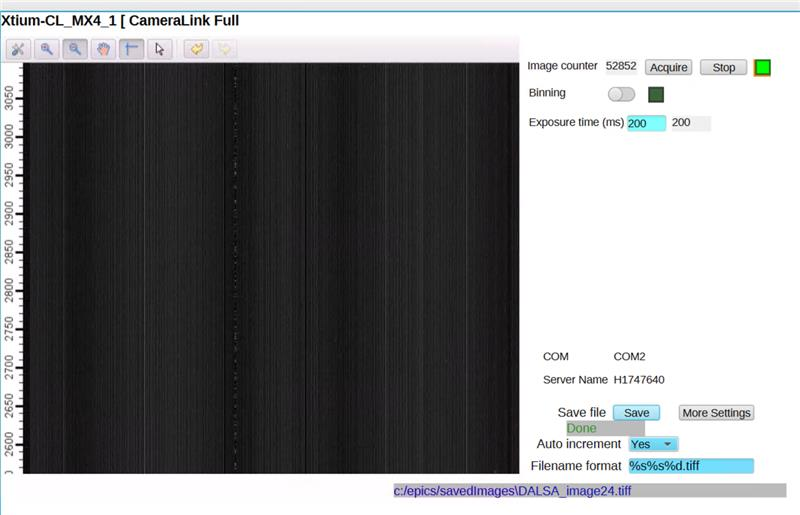 Xtium-CL_MX4_1 [ CameraLink Full
Image counter 52852 Acquire Stop
Binning
Exposure time (ms) 200 200
3050
3000
2950
2900
2850
2800
2750
2700
2650
2600
COM COM2
Server Name H1747640
Save file Save More Settings
Done
Auto increment Yes
Filename format %s%s%d.tiff
c:/epics/savedImages\DALSA_image24.tiff